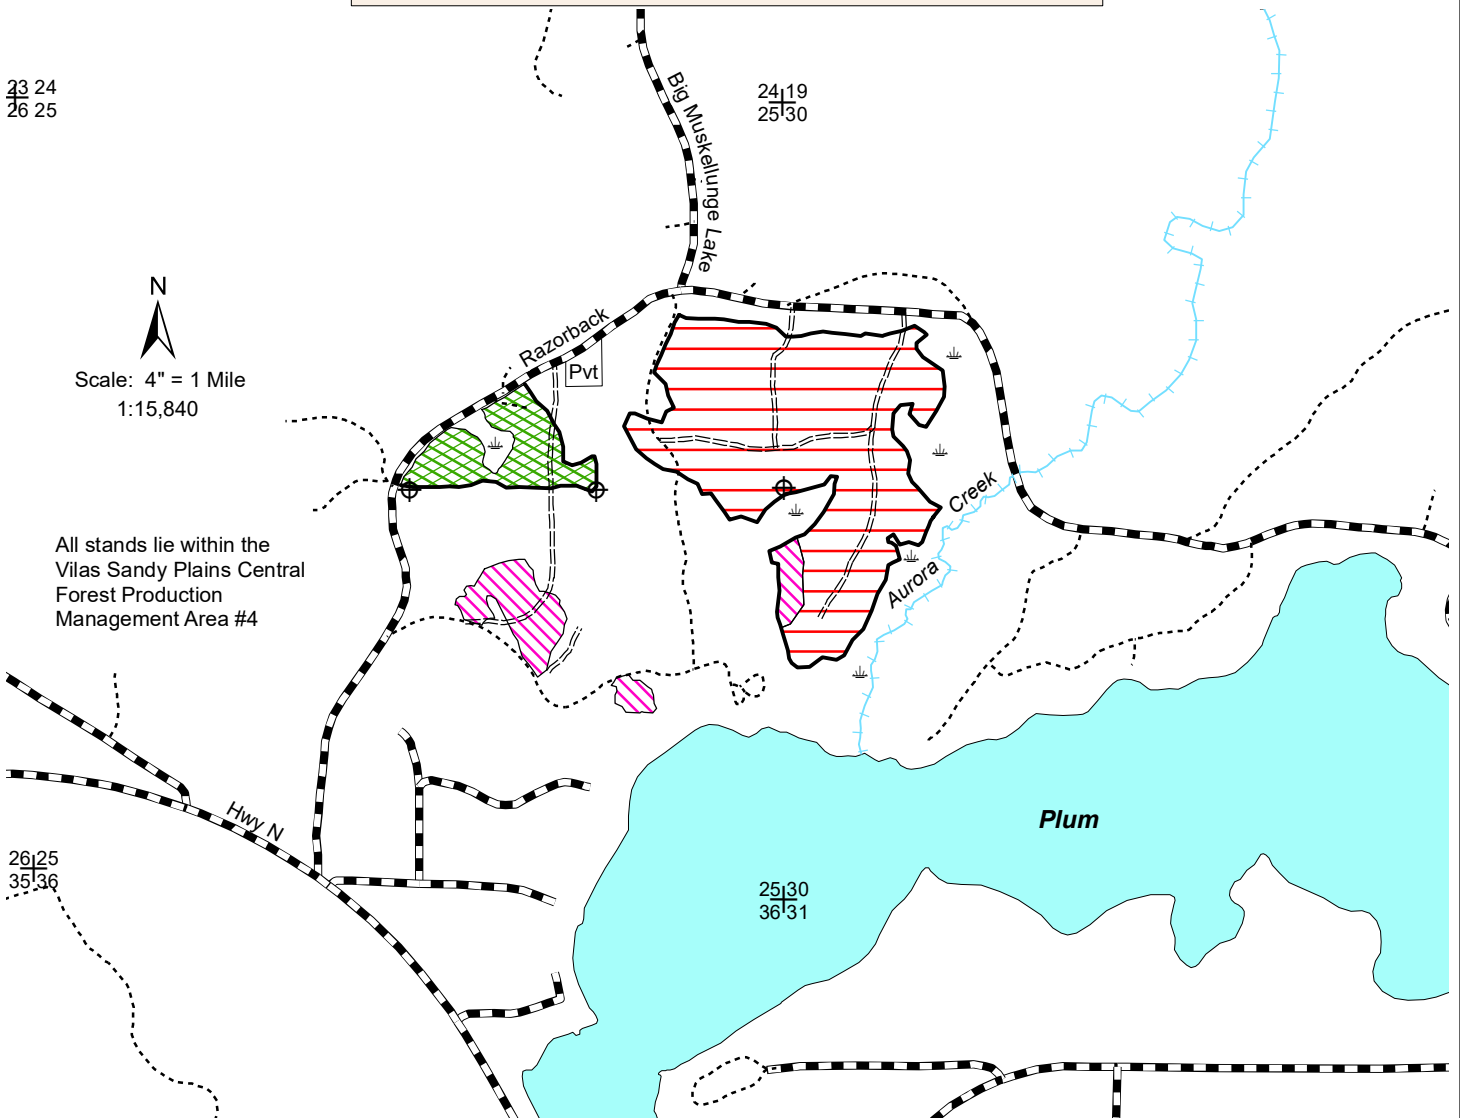 23 24
26 25
24 19
25 30
Big Muskellunge Lake
N
Scale: 4" = 1 Mile
1:15,840
Razorback
Pvt
Creek
Aurora
All stands lie within the
Vilas Sandy Plains Central
Forest Production
Management Area #4
Hwy N
Plum
26 25
35 36
25 30
36 31